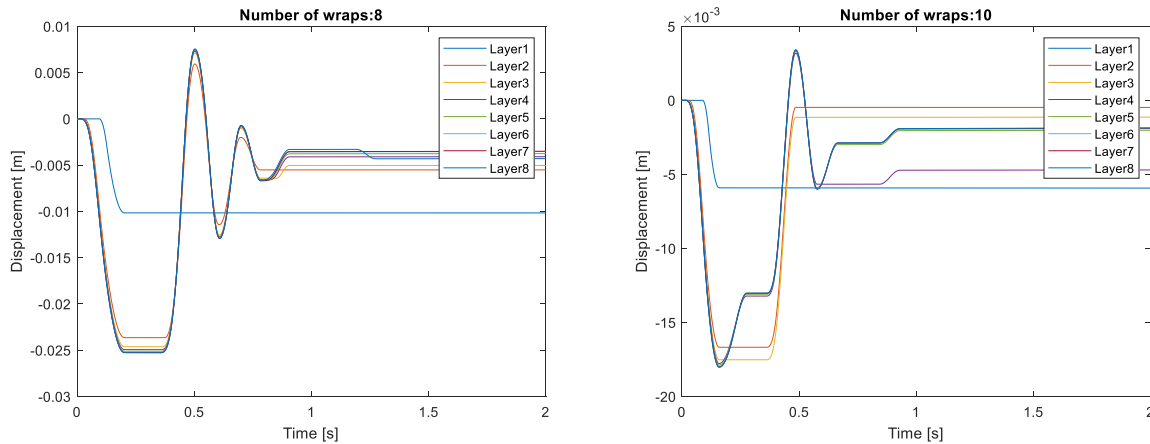 Number of wraps:8
0.01
0.005
0
-0.005
-0.01
-0.015
-0.02
-0.025
-0.03
Displacement [m]
0
0.5
1
1.5
2
Time [s]
Layer1
Layer2
Layer3
Layer4
Layer5
Layer6
Layer7
Layer8
Number of wraps:10
×10⁻³
5
0
-5
-10
-15
-20
Displacement [m]
0
0.5
1
1.5
2
Time [s]
Layer1
Layer2
Layer3
Layer4
Layer5
Layer6
Layer7
Layer8